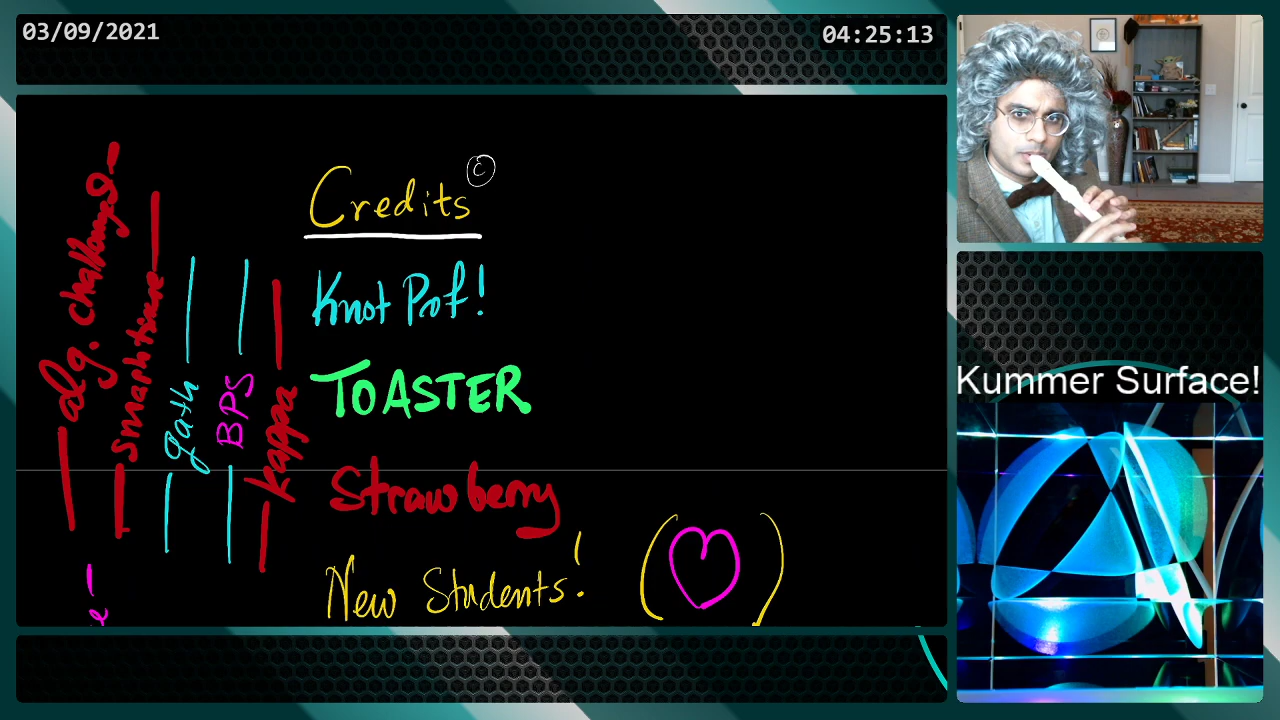 03/09/2021
04:25:13
Credits ©
Knot Prof!
TOASTER
Strawberry
New Students!
alg. challenge
smashtime
gath
BPS
kappa
Kummer Surface!